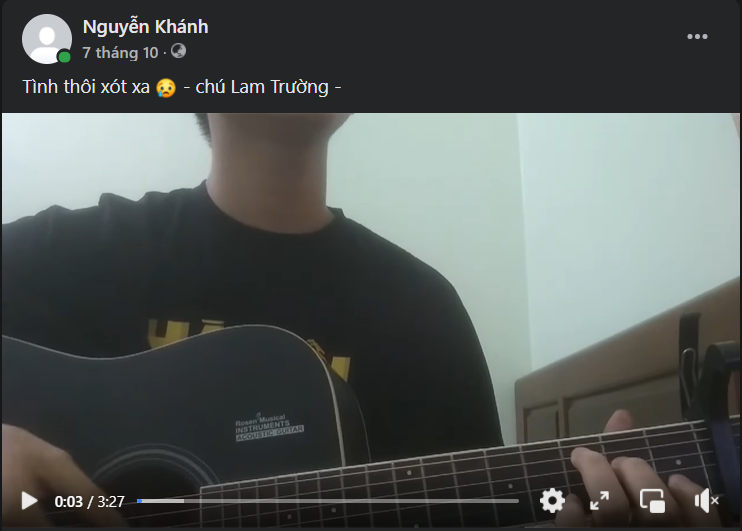 Nguyễn Khánh
7 tháng 10 ·
Tình thôi xót xa 😥 - chú Lam Trường -
Rosen Musical
INSTRUMENTS
ACOUSTIC GUITAR
0:03 / 3:27